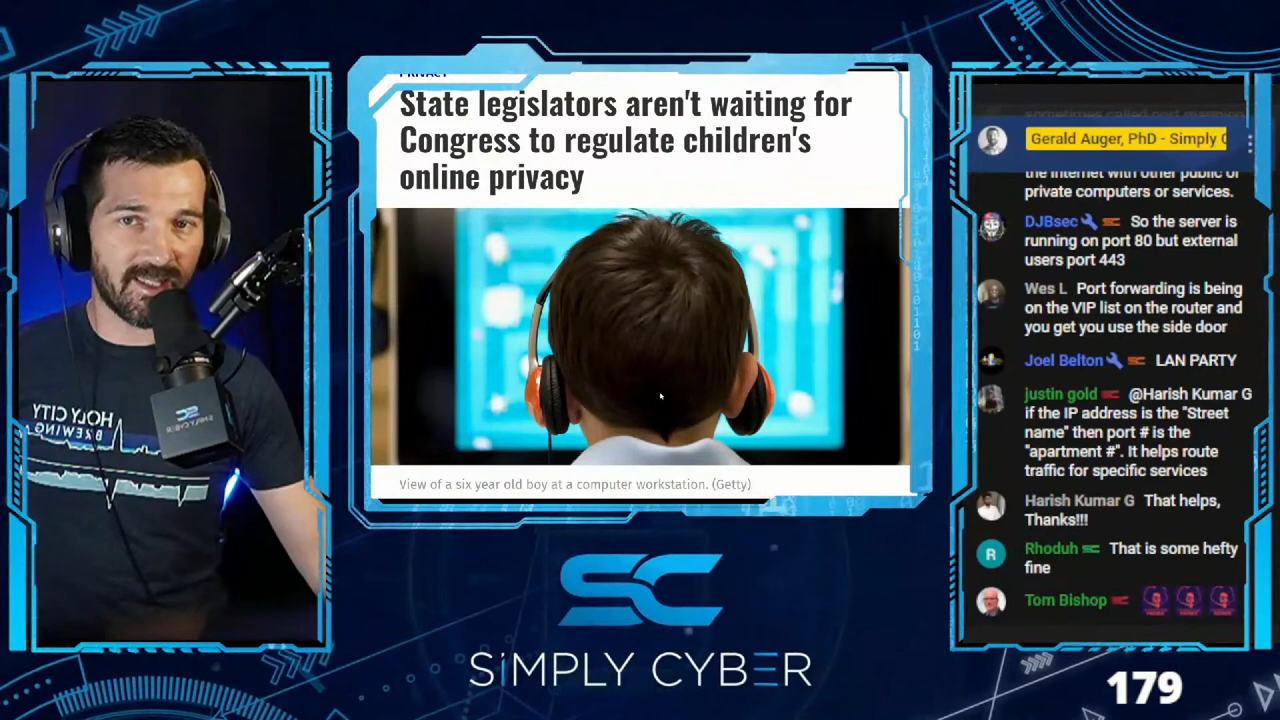 PRIVACY
State legislators aren't waiting for
Congress to regulate children's
online privacy
View of a six year old boy at a computer workstation. (Getty)
HOLY CITY
BREWING
SIMPLYCYBER
SC
SIMPLY CYBER
Gerald Auger, PhD - Simply C
the internet with other public or
private computers or services.
DJBsec So the server is
running on port 80 but external
users port 443
Wes L Port forwarding is being
on the VIP list on the router and
you get you use the side door
Joel Belton LAN PARTY
justin gold @Harish Kumar G
if the IP address is the "Street
name" then port # is the
"apartment #". It helps route
traffic for specific services
Harish Kumar G That helps,
Thanks!!!
R
Rhoduh That is some hefty
fine
Tom Bishop
179